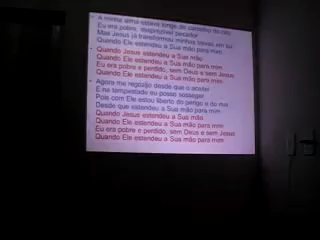 A minha alma estava longe do caminho do céu
Eu era pobre, desprezível pecador
Mas Jesus já transformou minhas trevas em luz
Quando Ele estendeu a Sua mão para mim.
Quando Jesus estendeu a Sua mão
Quando Ele estendeu a Sua mão para mim
Eu era pobre e perdido, sem Deus e sem Jesus
Quando Ele estendeu a Sua mão para mim.
Agora me regozijo desde que o aceitei
E na tempestade eu posso sossegar
Pois com Ele estou liberto do perigo e do mal
Desde que estendeu a Sua mão para mim.
Quando Jesus estendeu a Sua mão
Quando Ele estendeu a Sua mão para mim
Eu era pobre e perdido, sem Deus e sem Jesus
Quando Ele estendeu a Sua mão para mim.